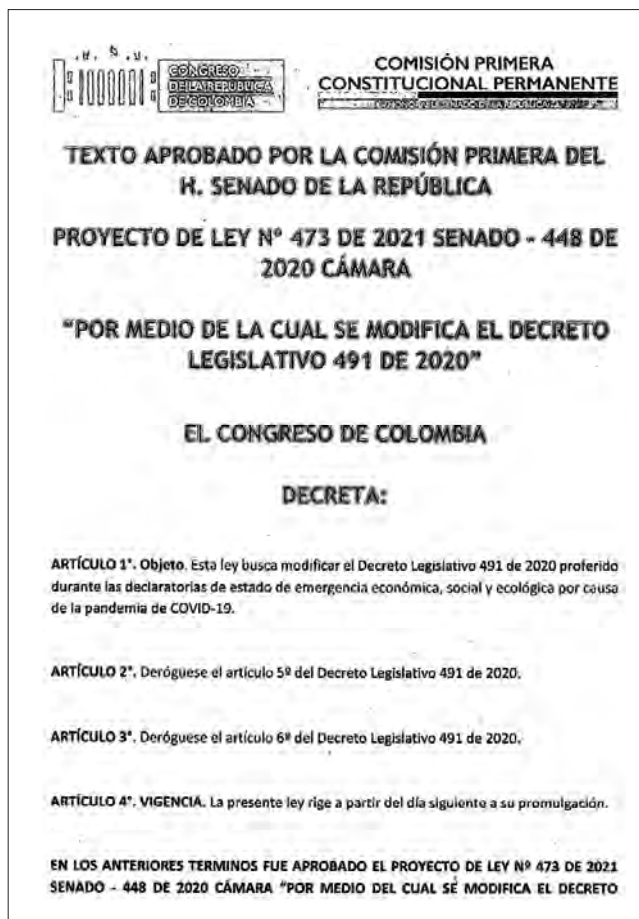 CONGRESO
DE LA REPÚBLICA
DE COLOMBIA
COMISIÓN PRIMERA
CONSTITUCIONAL PERMANENTE
TEXTO APROBADO POR LA COMISIÓN PRIMERA DEL
H. SENADO DE LA REPÚBLICA
PROYECTO DE LEY Nº 473 DE 2021 SENADO - 448 DE
2020 CÁMARA
"POR MEDIO DE LA CUAL SE MODIFICA EL DECRETO
LEGISLATIVO 491 DE 2020"
EL CONGRESO DE COLOMBIA
DECRETA:
ARTÍCULO 1°. Objeto. Esta ley busca modificar el Decreto Legislativo 491 de 2020 proferido
durante las declaratorias de estado de emergencia económica, social y ecológica por causa
de la pandemia de COVID-19.
ARTÍCULO 2°. Deróguese el artículo 5º del Decreto Legislativo 491 de 2020.
ARTÍCULO 3°. Deróguese el artículo 6º del Decreto Legislativo 491 de 2020.
ARTÍCULO 4°. VIGENCIA. La presente ley rige a partir del día siguiente a su promulgación.
EN LOS ANTERIORES TERMINOS FUE APROBADO EL PROYECTO DE LEY Nº 473 DE 2021
SENADO - 448 DE 2020 CÁMARA "POR MEDIO DEL CUAL SE MODIFICA EL DECRETO